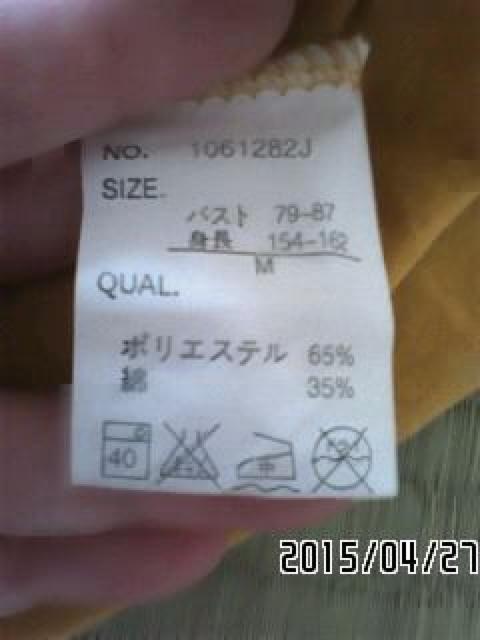 NO. 1061282J
SIZE.
バスト 79-87
身長 154-162
M
QUAL.
ポリエステル 65%
綿 35%
40
中
2015/04/27